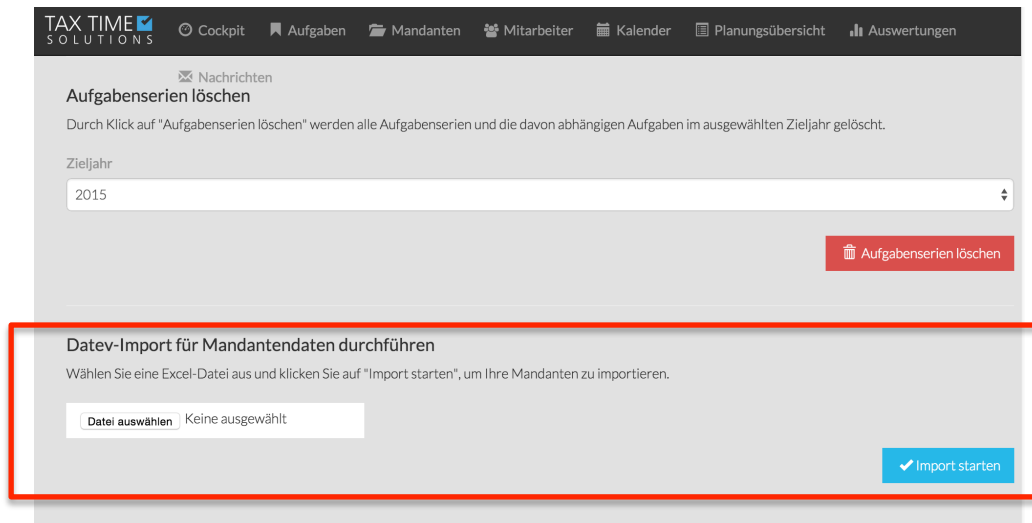 TAX TIME
SOLUTIONS
Cockpit Aufgaben Mandanten Mitarbeiter Kalender Planungsübersicht Auswertungen
Nachrichten
Aufgabenserien löschen
Durch Klick auf "Aufgabenserien löschen" werden alle Aufgabenserien und die davon abhängigen Aufgaben im ausgewählten Zieljahr gelöscht.
Zieljahr
2015
Aufgabenserien löschen
Datev-Import für Mandantendaten durchführen
Wählen Sie eine Excel-Datei aus und klicken Sie auf "Import starten", um Ihre Mandanten zu importieren.
Datei auswählen Keine ausgewählt
Import starten